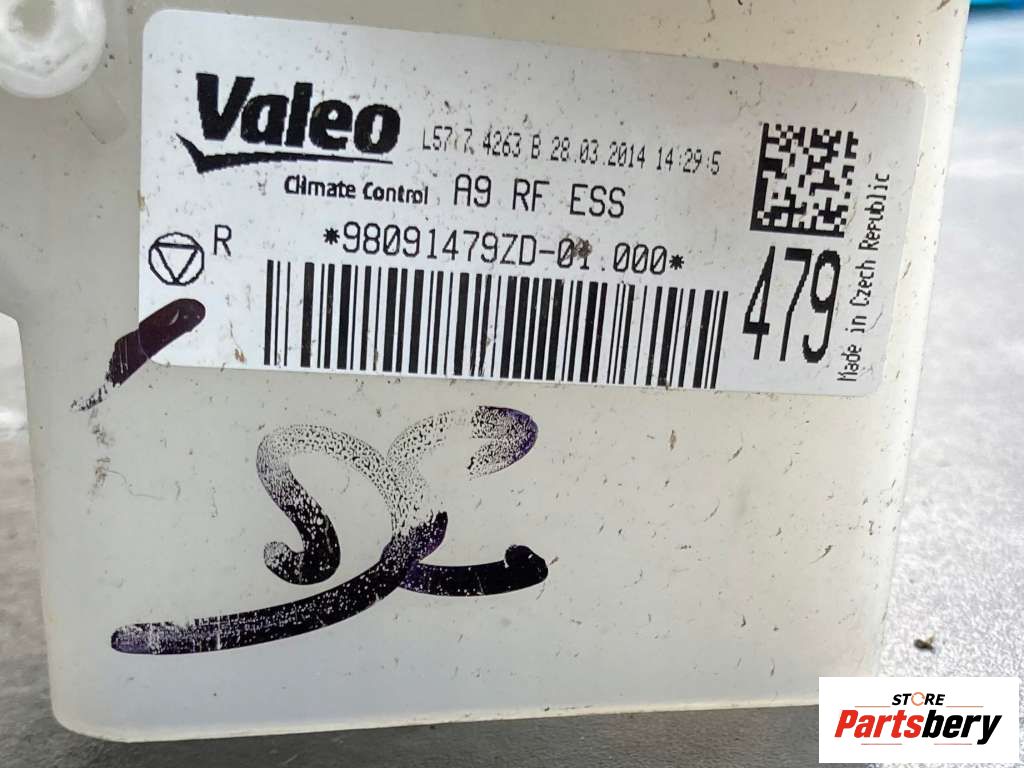 Valeo
L57 7 4263 B 28.03.2014 14:29:5
Climate Control A9 RF ESS
R
*98091479ZD-01.000*
479
Made in Czech Republic
STORE
Partsbery